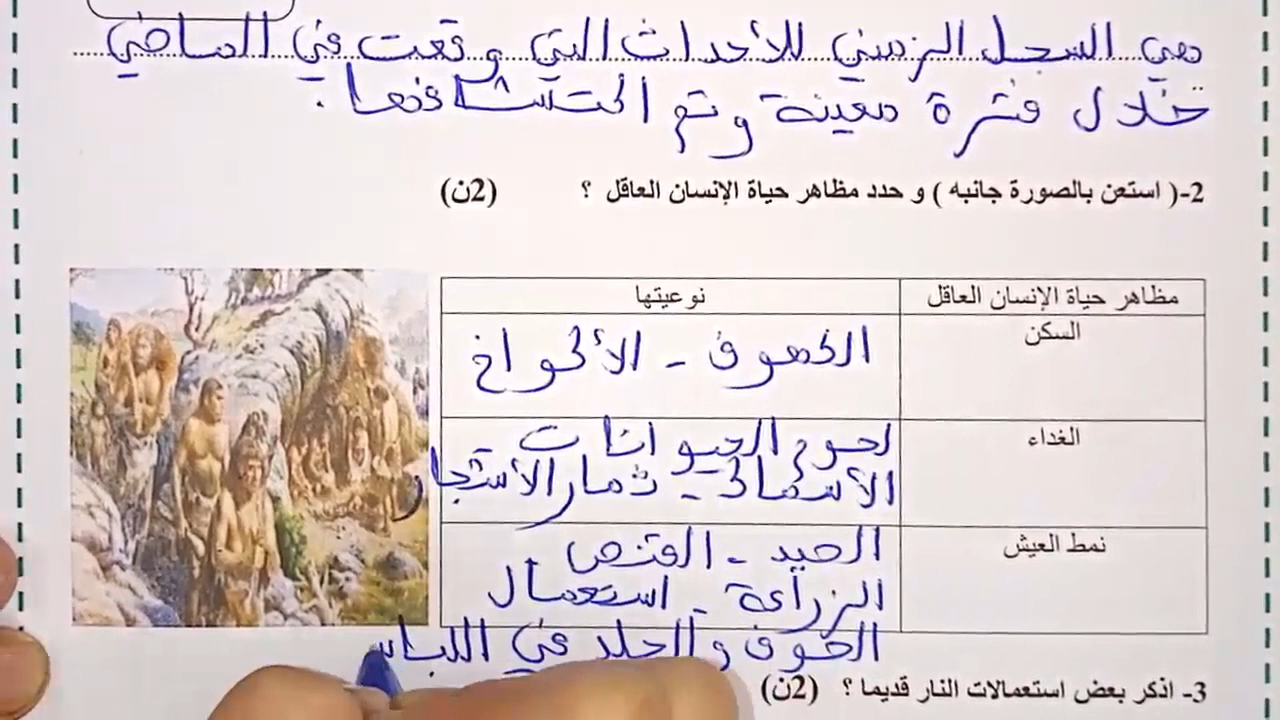 هي السجل الزمني للأحداث التي وقعت في الماضي
خلال فترة معينة وتم اكتشافها.
2-( استعن بالصورة جانبه ) و حدد مظاهر حياة الإنسان العاقل ؟ (2ن)
مظاهر حياة الإنسان العاقل نوعيتها
السكن الكهوف - الأكواخ
الغداء لحوم الحيوانات
الأسماك - ثمار الأشجار
نمط العيش الصيد - القنص
الزراعة - استعمال
الصوف والجلد في اللباس
3- اذكر بعض استعمالات النار قديما ؟ (2ن)